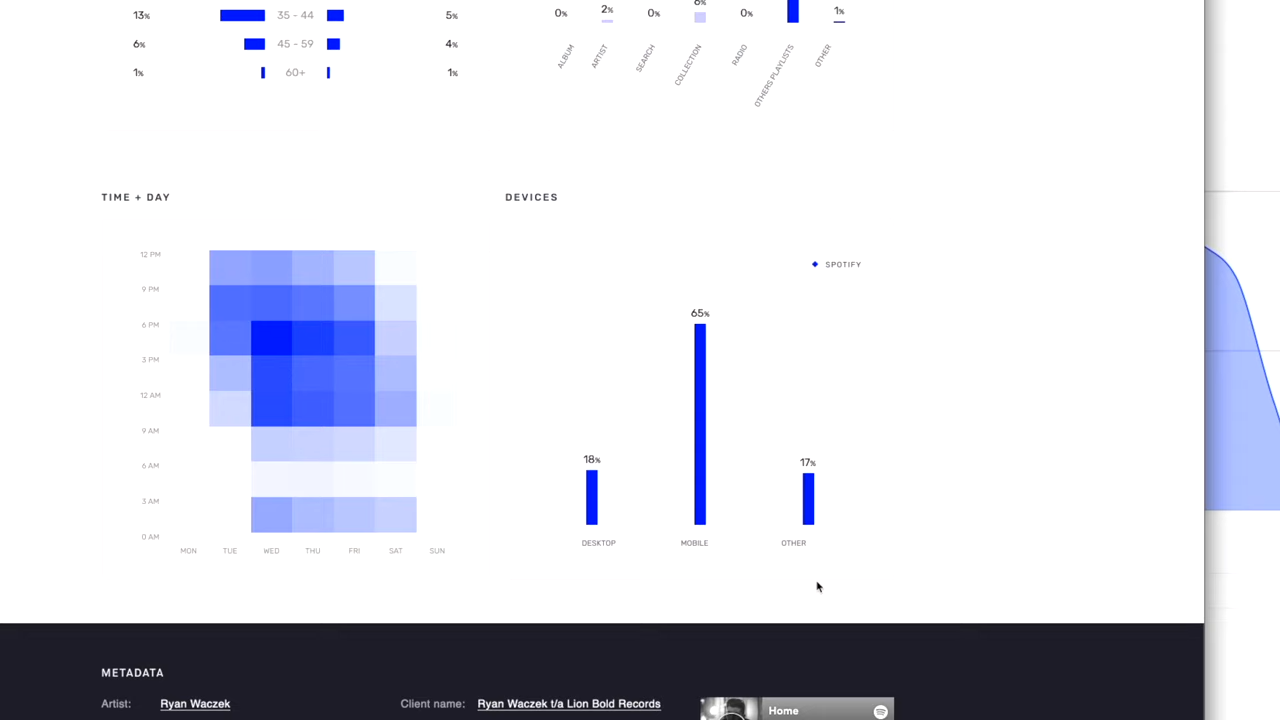 13% 35 - 44 5%
6% 45 - 59 4%
1% 60+ 1%
0% 2% 0% 6% 0% 1%
ALBUM ARTIST SEARCH COLLECTION RADIO OTHERS PLAYLISTS OTHER
TIME + DAY
12 PM
9 PM
6 PM
3 PM
12 AM
9 AM
6 AM
3 AM
0 AM
MON TUE WED THU FRI SAT SUN
DEVICES
SPOTIFY
65%
18%
17%
DESKTOP MOBILE OTHER
METADATA
Artist: Ryan Waczek
Client name: Ryan Waczek t/a Lion Bold Records
Home